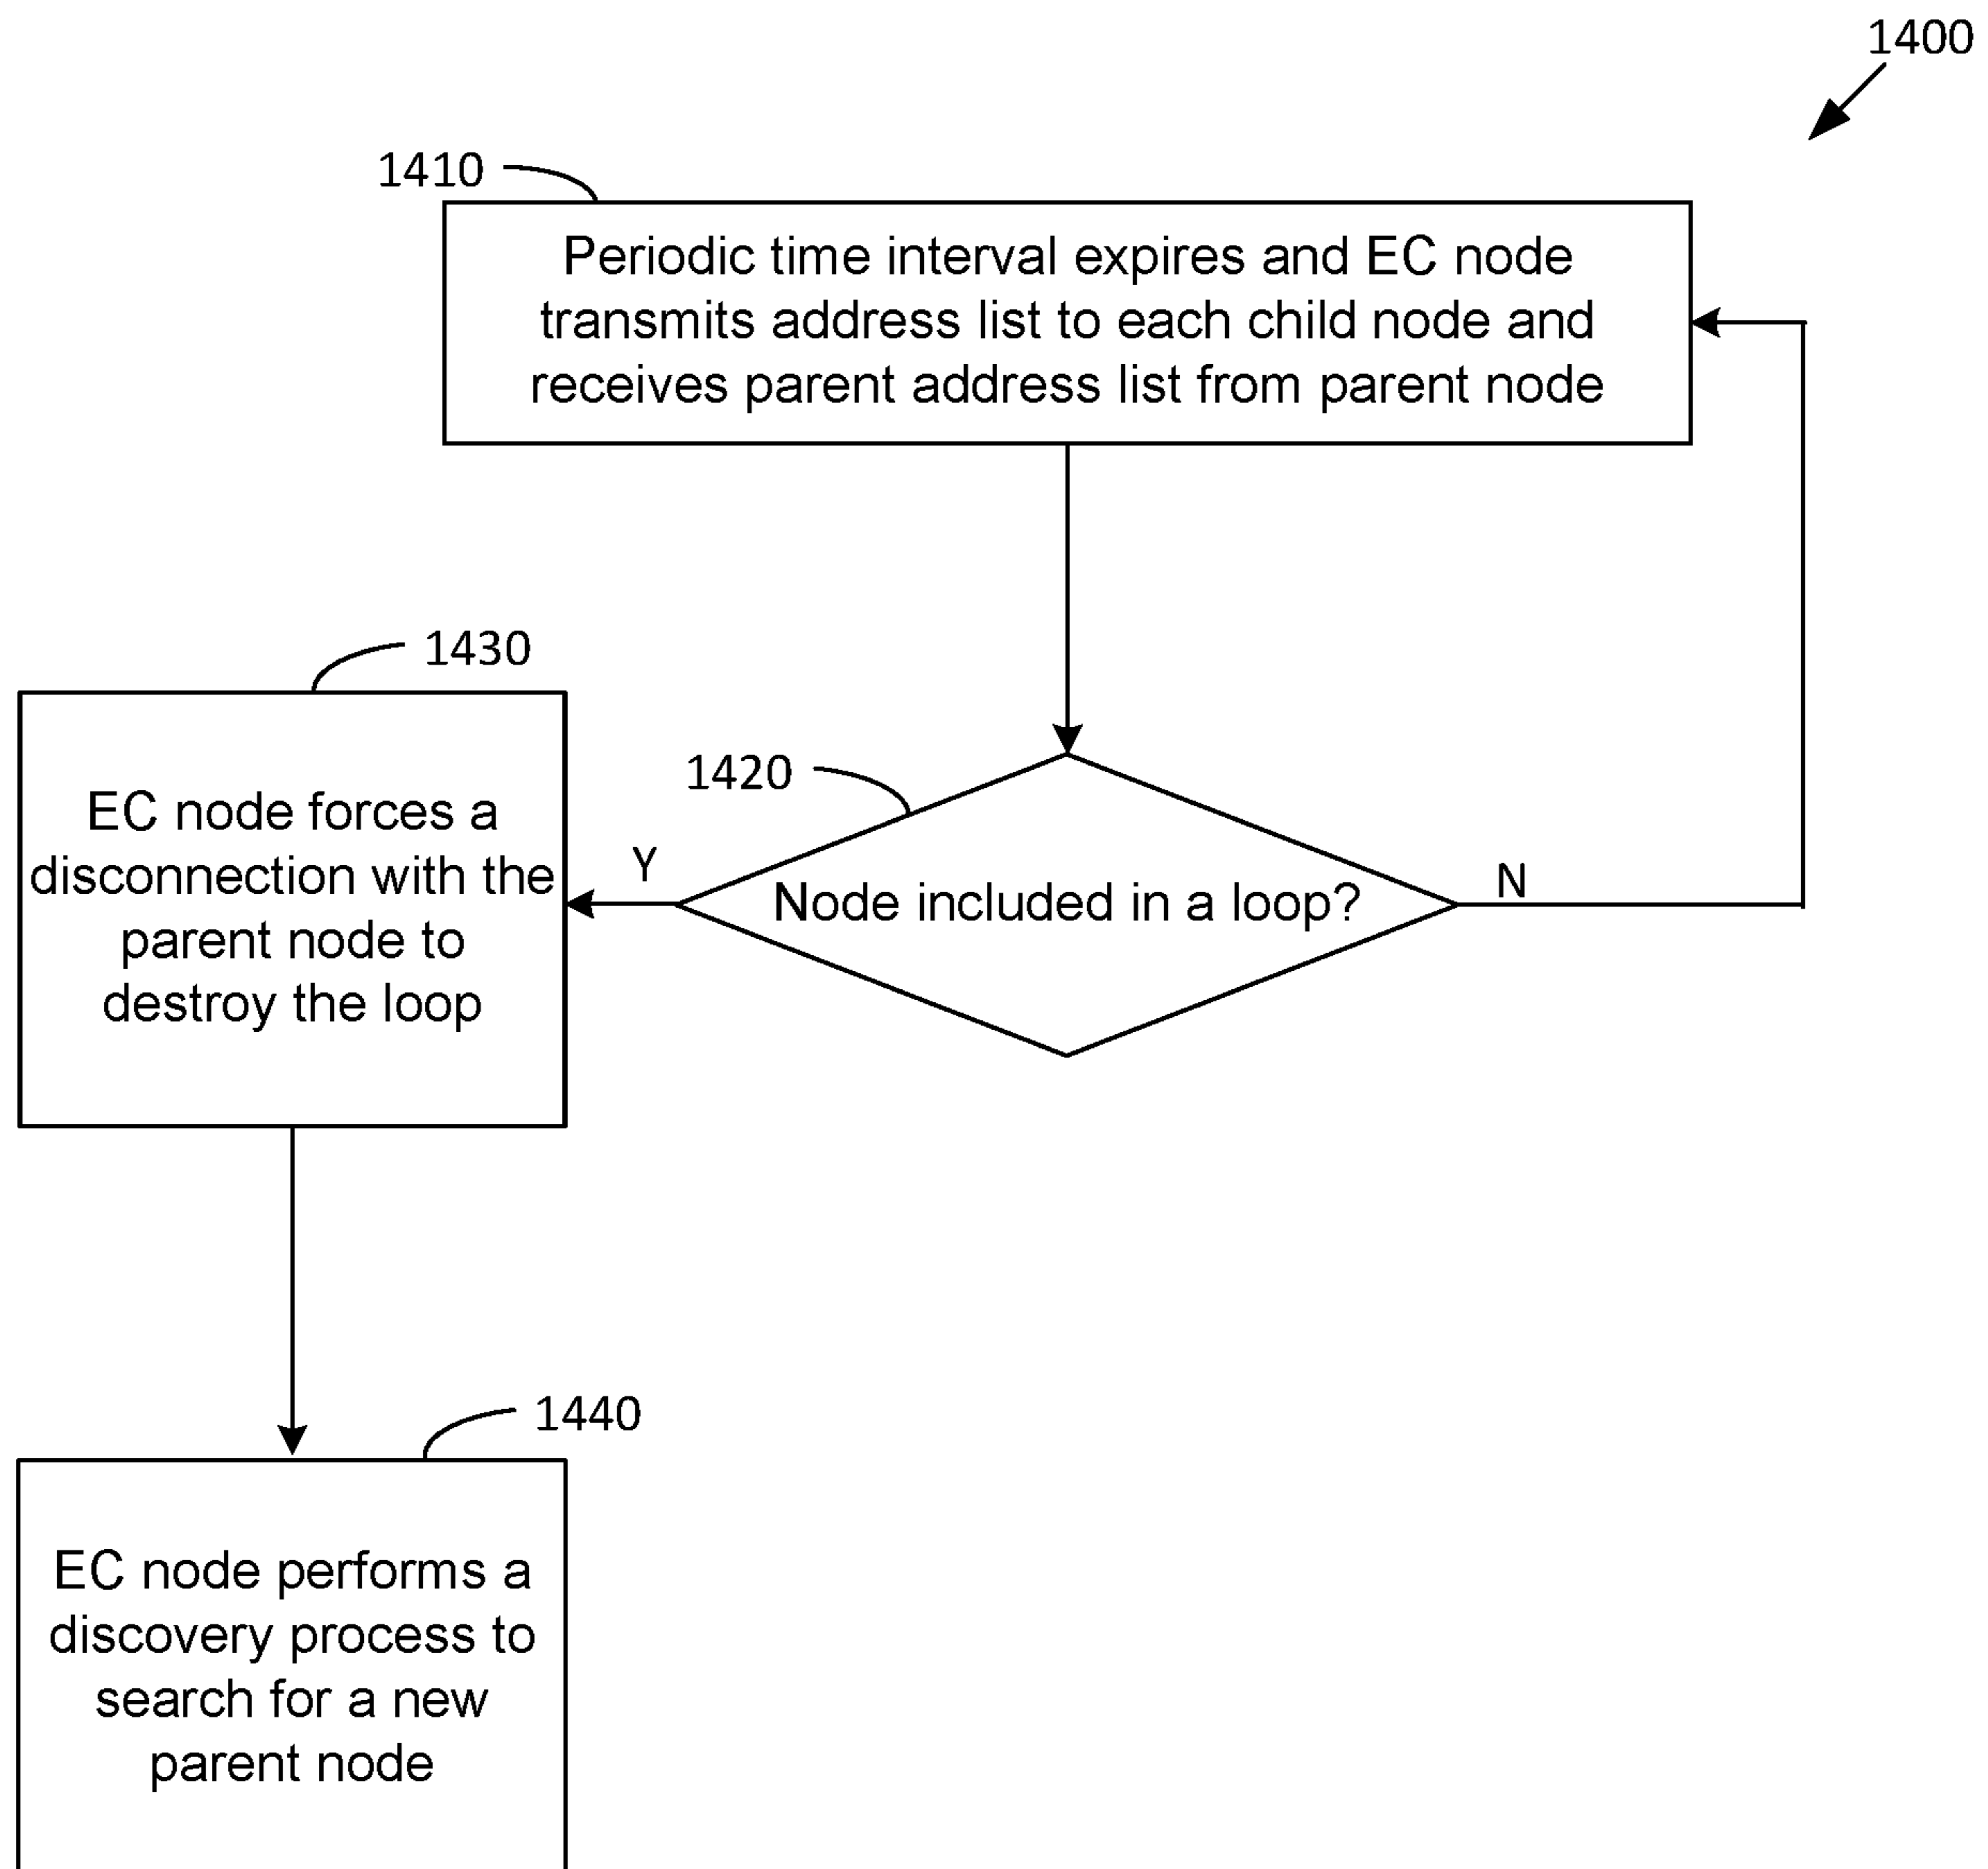 1400
1410
Periodic time interval expires and EC node
transmits address list to each child node and
receives parent address list from parent node
1430
1420
EC node forces a
disconnection with the
parent node to
destroy the loop
Y
Node included in a loop?
N
1440
EC node performs a
discovery process to
search for a new
parent node